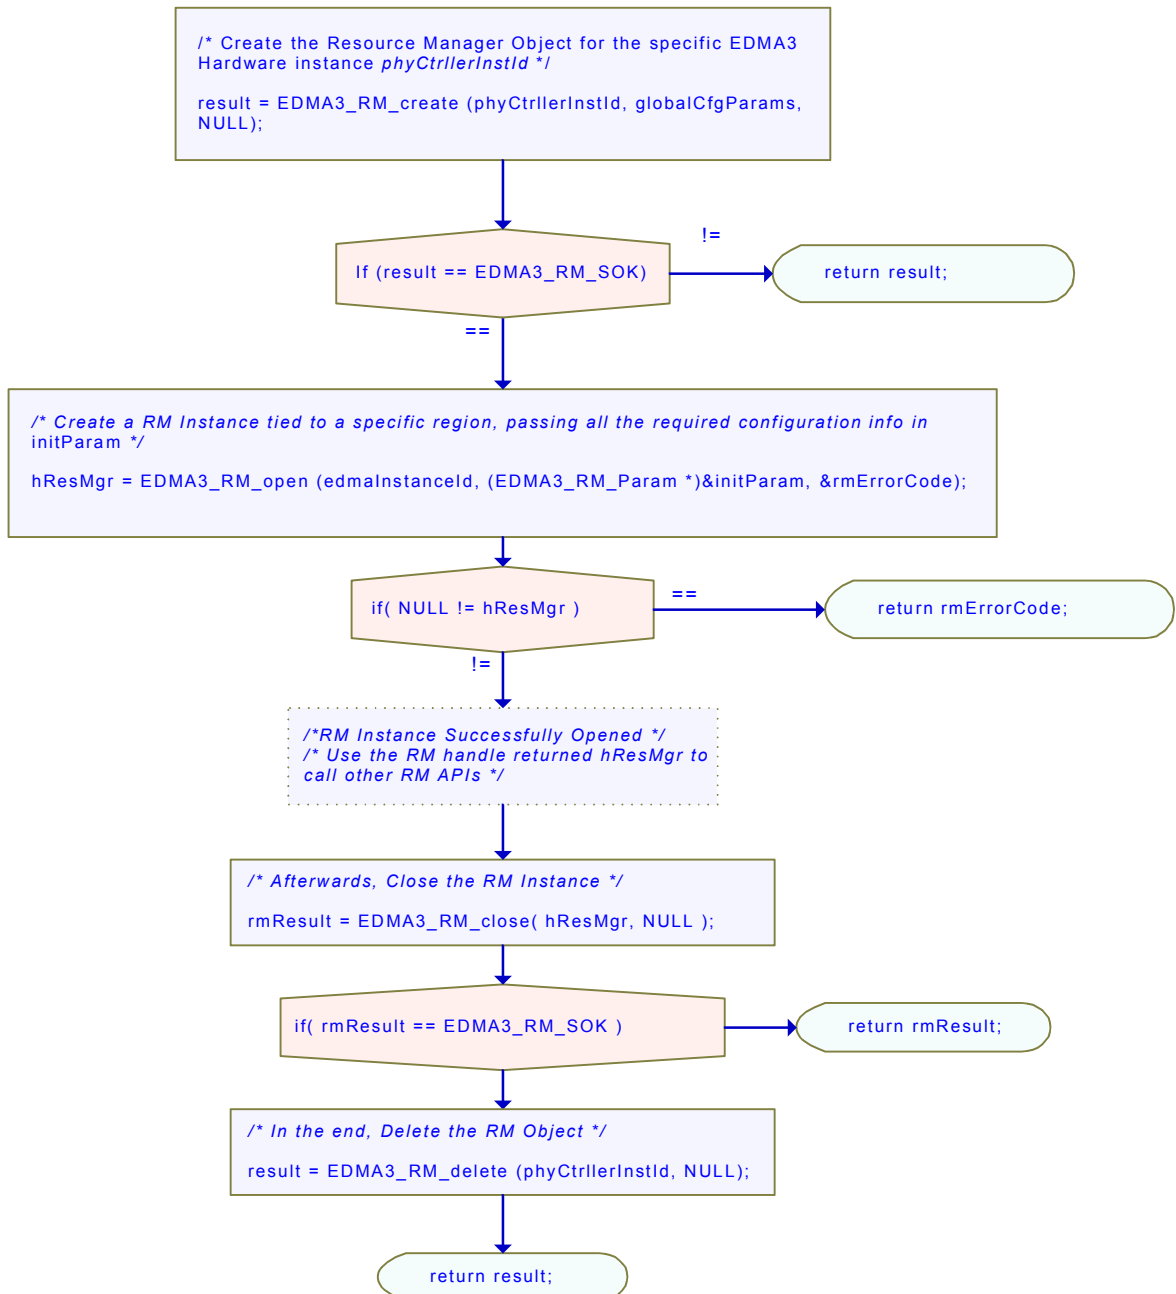 /* Create the Resource Manager Object for the specific EDMA3
Hardware instance phyCtrllerInstId */
result = EDMA3_RM_create (phyCtrllerInstId, globalCfgParams,
NULL);
!=
If (result == EDMA3_RM_SOK)
return result;
==
/* Create a RM Instance tied to a specific region, passing all the required configuration info in
initParam */
hResMgr = EDMA3_RM_open (edmaInstanceId, (EDMA3_RM_Param *)&initParam, &rmErrorCode);
==
if( NULL != hResMgr )
return rmErrorCode;
!=
/*RM Instance Successfully Opened */
/* Use the RM handle returned hResMgr to
call other RM APIs */
/* Afterwards, Close the RM Instance */
rmResult = EDMA3_RM_close( hResMgr, NULL );
if( rmResult == EDMA3_RM_SOK )
return rmResult;
/* In the end, Delete the RM Object */
result = EDMA3_RM_delete (phyCtrllerInstId, NULL);
return result;